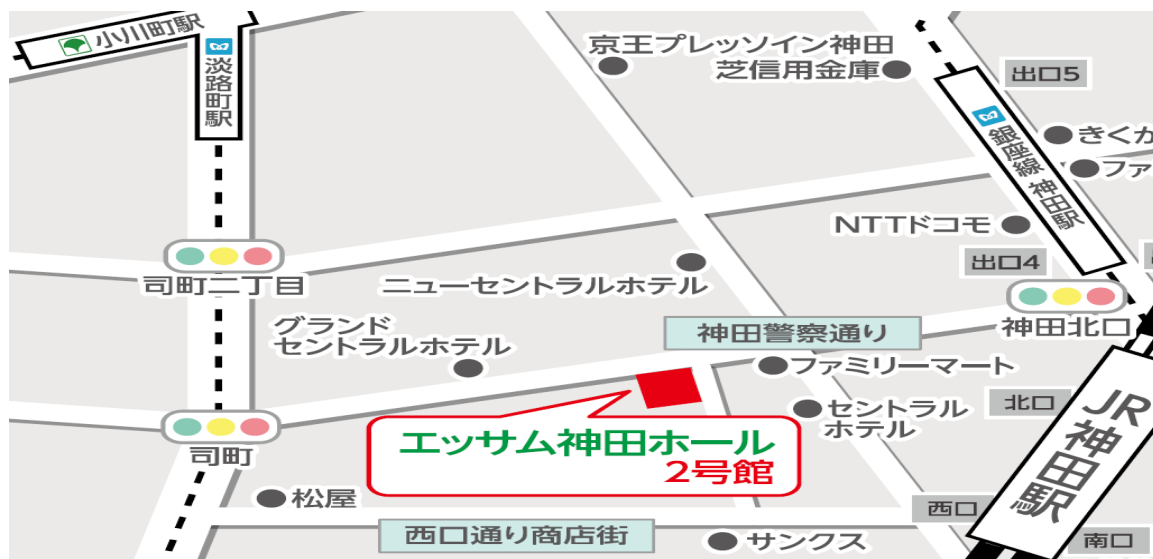 小川町駅
淡路町駅
京王プレッソイン神田
芝信用金庫
出口5
銀座線 神田駅
きくか
ファ
NTTドコモ
出口4
司町二丁目
ニューセントラルホテル
神田北口
グランド
セントラルホテル
神田警察通り
ファミリーマート
北口
JR神田駅
セントラル
ホテル
司町
エッサム神田ホール
2号館
松屋
西口通り商店街
サンクス
西口
南口